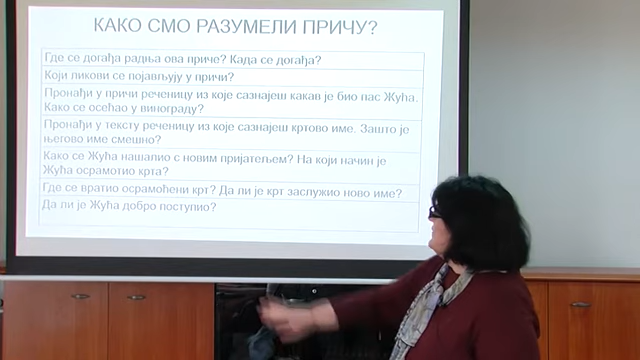 КАКО СМО РАЗУМЕЛИ ПРИЧУ?
Где се догађа радња ова приче? Када се догађа?
Који ликови се појављују у причи?
Пронађи у причи реченицу из које сазнајеш какав је био пас Жућа.
Како се осећао у винограду?
Пронађи у тексту реченицу из које сазнајеш кртово име. Зашто је
његово име смешно?
Како се Жућа нашалио с новим пријатељем? На који начин је
Жућа осрамотио крта?
Где се вратио осрамоћени крт? Да ли је крт заслужио ново име?
Да ли је Жућа добро поступио?